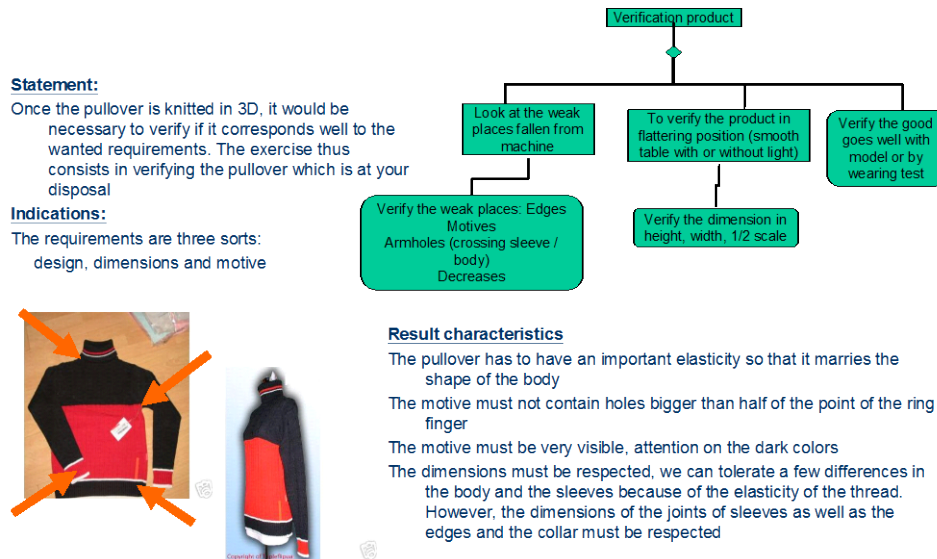 Verification product
Statement:
Once the pullover is knitted in 3D, it would be
necessary to verify if it corresponds well to the
wanted requirements. The exercise thus
consists in verifying the pullover which is at your
disposal
Indications:
The requirements are three sorts:
design, dimensions and motive
Look at the weak
places fallen from
machine
To verify the product in
flattering position (smooth
table with or without light)
Verify the good
goes well with
model or by
wearing test
Verify the weak places: Edges
Motives
Armholes (crossing sleeve /
body)
Decreases
Verify the dimension in
height, width, 1/2 scale
Result characteristics
The pullover has to have an important elasticity so that it marries the
shape of the body
The motive must not contain holes bigger than half of the point of the ring
finger
The motive must be very visible, attention on the dark colors
The dimensions must be respected, we can tolerate a few differences in
the body and the sleeves because of the elasticity of the thread.
However, the dimensions of the joints of sleeves as well as the
edges and the collar must be respected
Copyright of